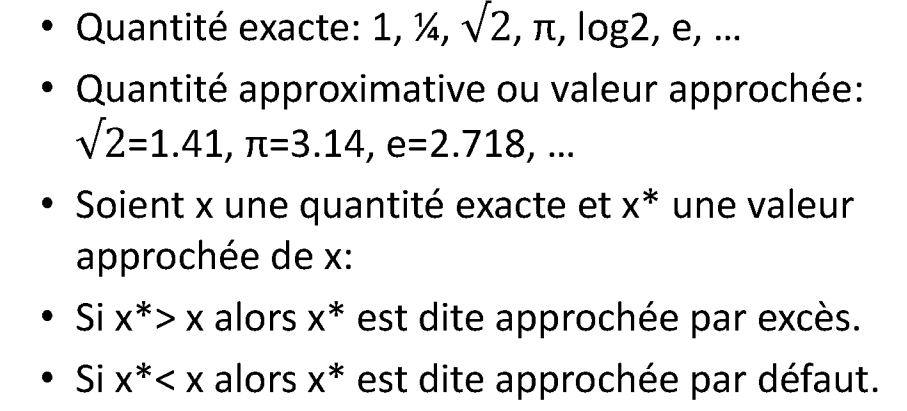 • Quantité exacte: 1, ¼, √2, π, log2, e, ...
• Quantité approximative ou valeur approchée:
√2=1.41, π=3.14, e=2.718, ...
• Soient x une quantité exacte et x* une valeur
approchée de x:
• Si x*> x alors x* est dite approchée par excès.
• Si x*< x alors x* est dite approchée par défaut.